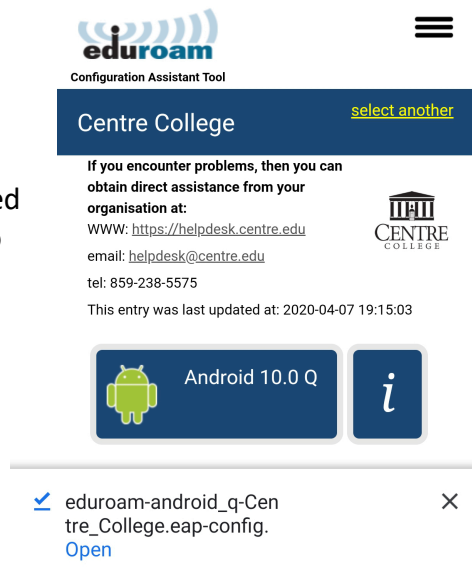 eduroam
Configuration Assistant Tool
Centre College
select another
If you encounter problems, then you can
obtain direct assistance from your
organisation at:
WWW: https://helpdesk.centre.edu
email: helpdesk@centre.edu
tel: 859-238-5575
This entry was last updated at: 2020-04-07 19:15:03
CENTRE
COLLEGE
ed
Android 10.0 Q
i
eduroam-android_q-Cen
tre_College.eap-config.
Open